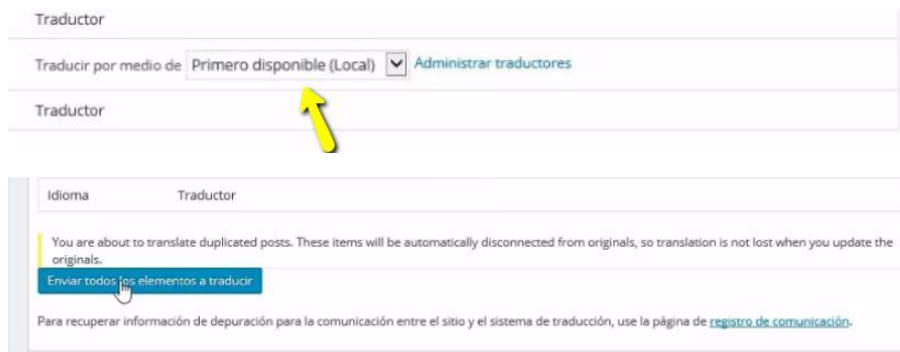 Traductor
Traducir por medio de Primero disponible (Local) Administrar traductores
Traductor
Idioma Traductor
You are about to translate duplicated posts. These items will be automatically disconnected from originals, so translation is not lost when you update the
originals.
Enviar todos los elementos a traducir
Para recuperar información de depuración para la comunicación entre el sitio y el sistema de traducción, use la página de registro de comunicación.